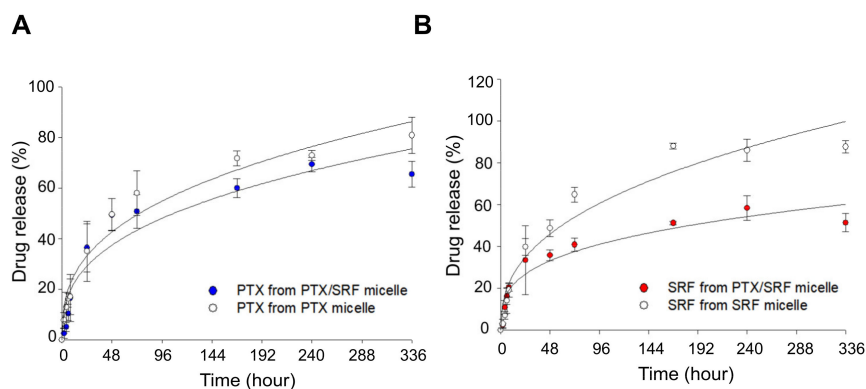 A
B
Drug release (%)
100
80
60
40
20
0
PTX from PTX/SRF micelle
PTX from PTX micelle
0 48 96 144 192 240 288 336
Time (hour)
Drug release (%)
120
100
80
60
40
20
0
SRF from PTX/SRF micelle
SRF from SRF micelle
0 48 96 144 192 240 288 336
Time (hour)